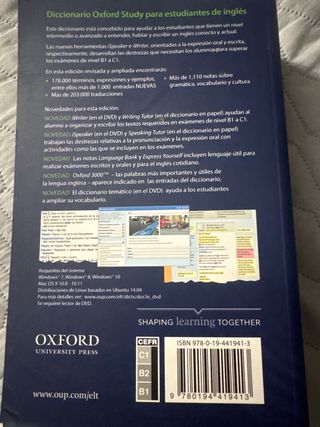 Diccionario Oxford Study para estudiantes de inglés
Este diccionario está concebido para ayudar a los estudiantes que tienen un nivel
intermedio o avanzado a entender, hablar y escribir un inglés correcto y actual.
Las nuevas herramientas iSpeaker e iWriter, orientadas a la expresión oral y escrita,
respectivamente, desarrollan las destrezas que necesitan los alumnos para superar
los exámenes de nivel B1 a C1.
En esta edición revisada y ampliada encontrarás:
• 178.000 términos, expresiones y ejemplos,
entre ellos más de 1.000 entradas NUEVAS
• Más de 203.000 traducciones
• Más de 1,110 notas sobre
gramática, vocabulario y cultura
Novedades para esta edición:
NOVEDAD iWriter (en el DVD) y Writing Tutor (en el diccionario en papel) ayudan al
alumno a organizar y escribir los textos requeridos en exámenes de nivel B1 a C1.
NOVEDAD iSpeaker (en el DVD) y Speaking Tutor (en el diccionario en papel)
trabajan las destrezas relativas a la pronunciación y a la expresión oral con
actividades como las que se incluyen en los exámenes.
NOVEDAD Las notas Language Bank y Express Yourself incluyen lenguaje útil para
realizar exámenes escritos y orales y para el inglés cotidiano.
NOVEDAD Oxford 3000™ – las palabras más importantes y útiles de
la lengua inglesa – aparece indicado en las entradas del diccionario.
NOVEDAD El diccionario temático (en el DVD) ayuda a los estudiantes
a ampliar su vocabulario.
Requisitos del sistema
Windows® 7, Windows® 8, Windows® 10
Mac OS X 10.8 - 10.11
Distribuciones de Linux basadas en Ubuntu 14.04
Para más detalles ver: www.oup.com/elt/dicts/dos.le_dvd
Se requiere lector de DVD.
SHAPING learning TOGETHER
OXFORD
UNIVERSITY PRESS
www.oup.com/elt
CEFR
C1
B2
B1
ISBN 978-0-19-441941-3
9 780194 419413